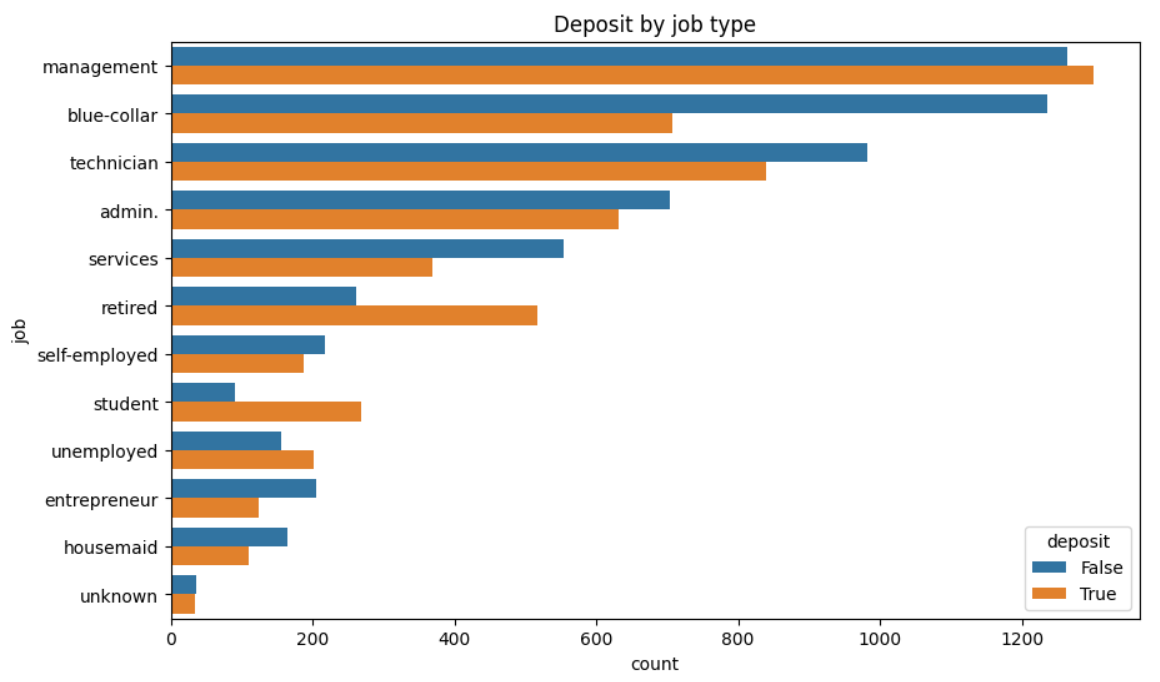 Deposit by job type
management
blue-collar
technician
admin.
services
retired
self-employed
student
unemployed
entrepreneur
housemaid
unknown
job
deposit
False
True
0 200 400 600 800 1000 1200
count